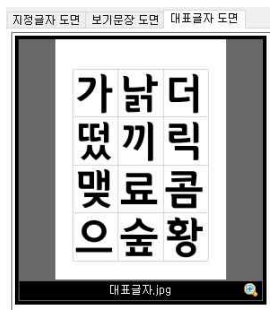 지정글자 도면 보기문장 도면 대표글자 도면
가 낡 더
떴 끼 릭
맺 료 콤
으 숲 황
대표글자.jpg